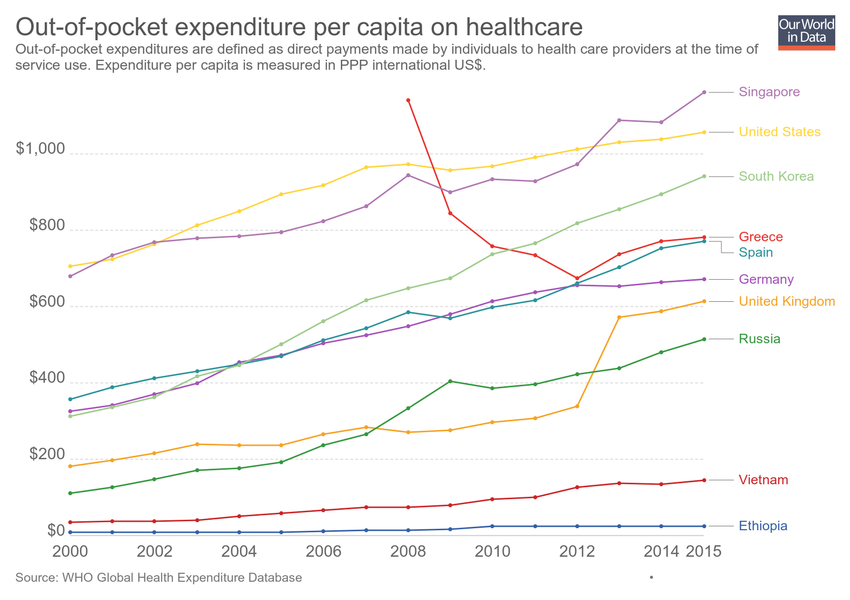 Out-of-pocket expenditure per capita on healthcare
Our World
in Data
Out-of-pocket expenditures are defined as direct payments made by individuals to health care providers at the time of
service use. Expenditure per capita is measured in PPP international US$.
Singapore
United States
$1,000
South Korea
$800
Greece
Spain
Germany
$600
United Kingdom
Russia
$400
$200
Vietnam
Ethiopia
$0
2000 2002 2004 2006 2008 2010 2012 2014 2015
Source: WHO Global Health Expenditure Database